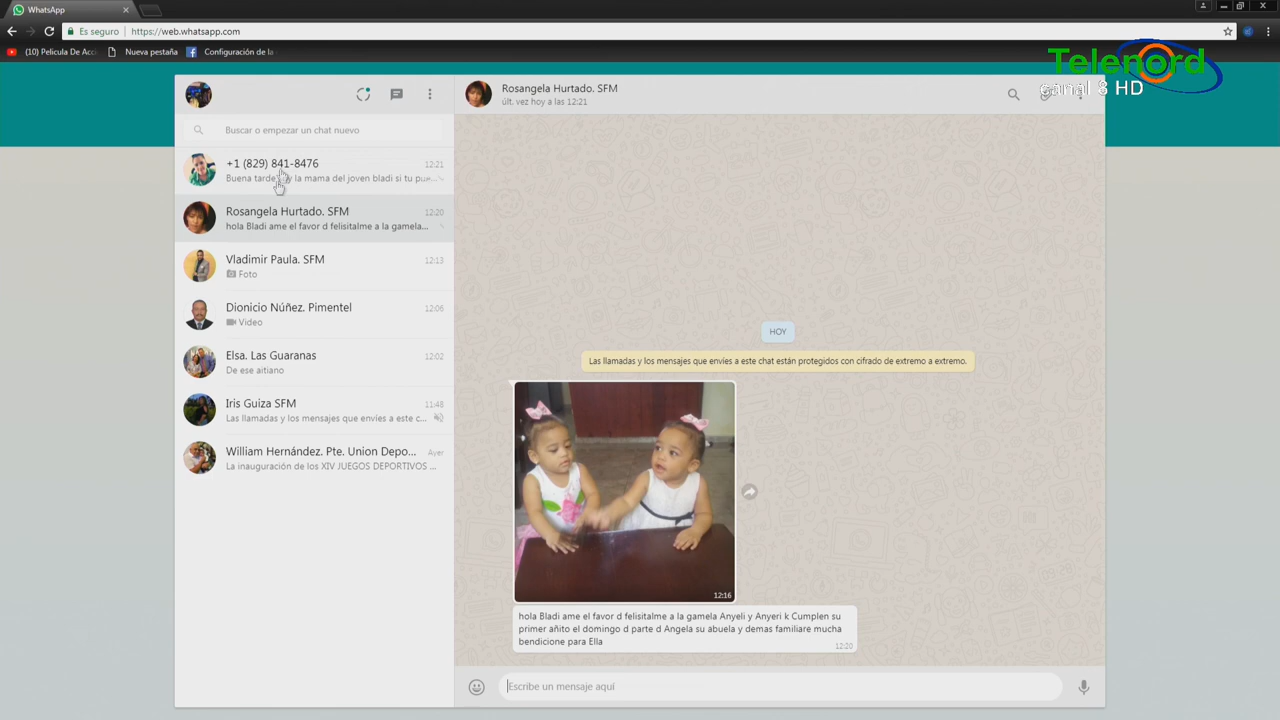 WhatsApp
Es seguro
https://web.whatsapp.com
(10) Pelicula De Acci
Nueva pestaña
Configuración de la
Telenord
canal 8 HD
Buscar o empezar un chat nuevo
+1 (829) 841-8476
12:21
Buena tarde la mama del joven bladi si tu pu...
Rosangela Hurtado. SFM
12:20
hola Bladi ame el favor d felisitalme a la gamela...
Vladimir Paula. SFM
12:13
Foto
Dionicio Núñez. Pimentel
12:06
Video
Elsa. Las Guaranas
12:02
De ese aitiano
Iris Guiza SFM
11:48
Las llamadas y los mensajes que envíes a este c...
William Hernández. Pte. Union Depo...
Ayer
La inauguración de los XIV JUEGOS DEPORTIVOS ...
Rosangela Hurtado. SFM
últ. vez hoy a las 12:21
HOY
Las llamadas y los mensajes que envíes a este chat están protegidos con cifrado de extremo a extremo.
12:16
hola Bladi ame el favor d felisitalme a la gamela Anyeli y Anyeri k Cumplen su
primer añito el domingo d parte d Angela su abuela y demas familiare mucha
bendicione para Ella
12:20
Escribe un mensaje aquí